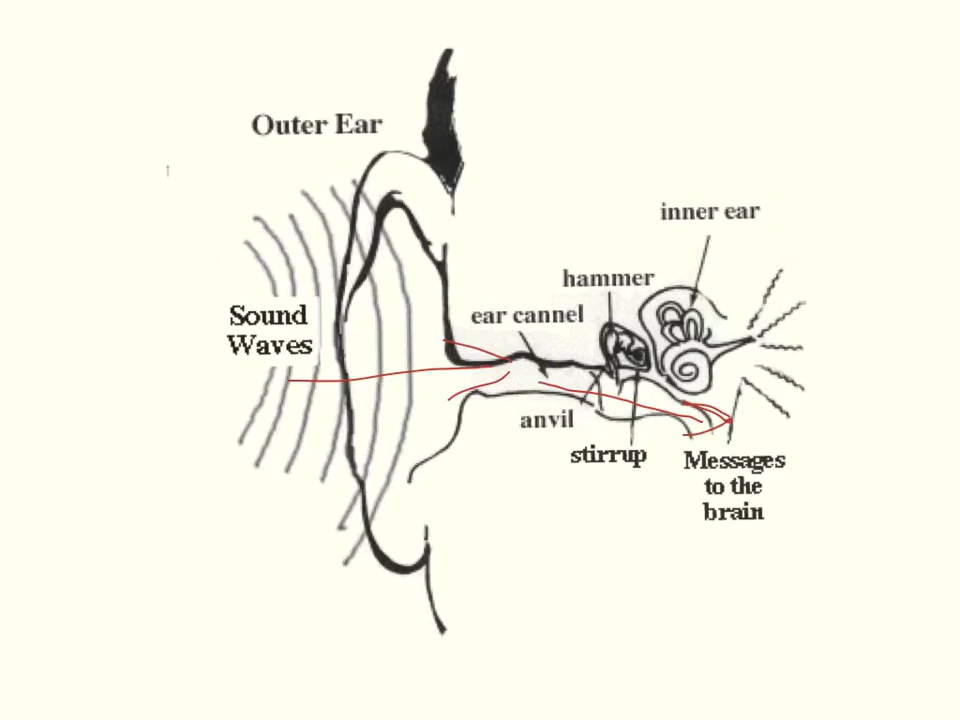 Outer Ear
inner ear
hammer
ear cannel
Sound
Waves
anvil
stirrup
Messages
to the
brain